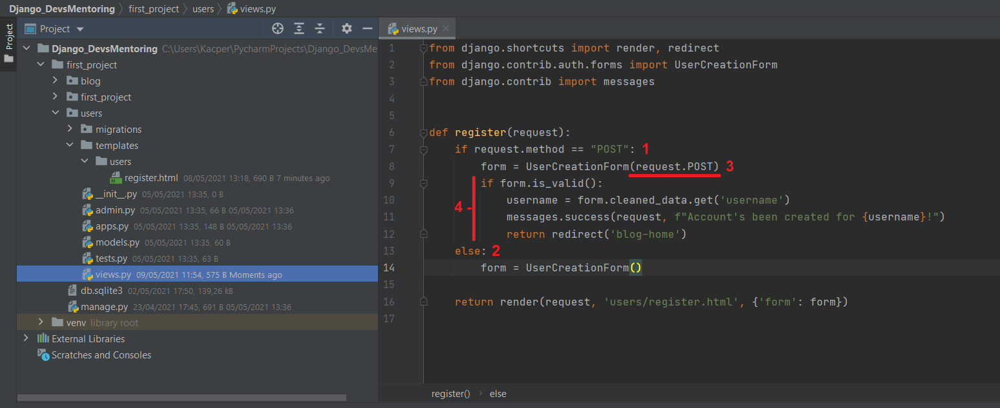 Django_DevsMentoring 〉 first_project 〉 users 〉 views.py
Project
Project
views.py
Django_DevsMentoring C:\Users\Kacper\PycharmProjects\Django_DevsMe
first_project
blog
first_project
users
migrations
templates
users
register.html 08/05/2021 13:18, 690 B 7 minutes ago
__init__.py 05/05/2021 13:35, 0 B
admin.py 05/05/2021 13:35, 66 B 05/05/2021 13:36
apps.py 05/05/2021 13:35, 148 B 05/05/2021 13:36
models.py 05/05/2021 13:35, 60 B
tests.py 05/05/2021 13:35, 63 B
views.py 09/05/2021 11:54, 575 B Moments ago
db.sqlite3 02/05/2021 17:50, 139,26 kB
manage.py 23/04/2021 17:45, 691 B 05/05/2021 13:36
venv library root
External Libraries
Scratches and Consoles
1 from django.shortcuts import render, redirect
2 from django.contrib.auth.forms import UserCreationForm
3 from django.contrib import messages
4
5
6 def register(request):
7 if request.method == "POST": 1
8 form = UserCreationForm(request.POST) 3
9 if form.is_valid():
10 username = form.cleaned_data.get('username')
11 4 - messages.success(request, f"Account's been created for {username}!")
12 return redirect('blog-home')
13 else: 2
14 form = UserCreationForm()
15
16 return render(request, 'users/register.html', {'form': form})
17
register() › else